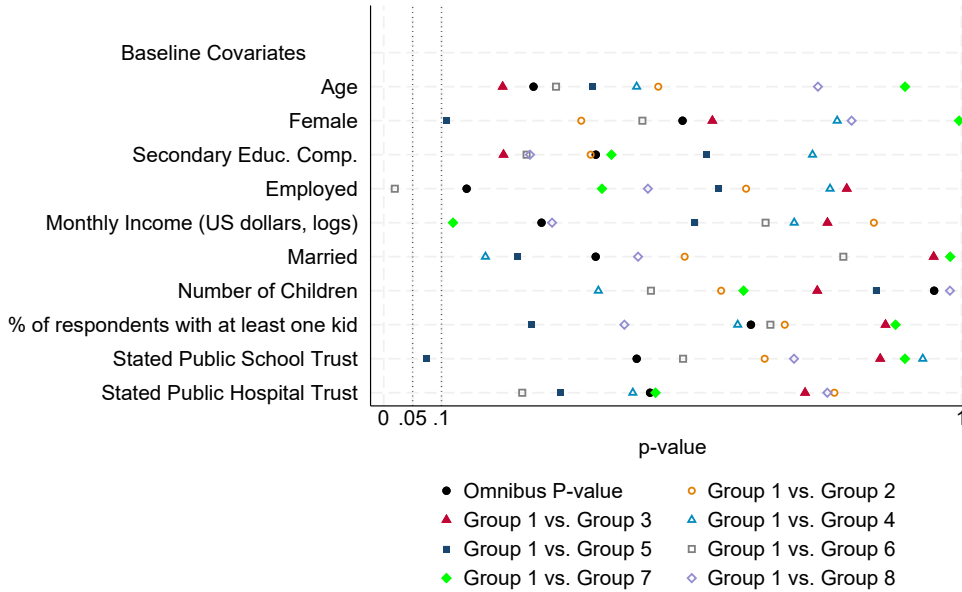 Baseline Covariates
Age
Female
Secondary Educ. Comp.
Employed
Monthly Income (US dollars, logs)
Married
Number of Children
% of respondents with at least one kid
Stated Public School Trust
Stated Public Hospital Trust
0 .05 .1 1
p-value
Omnibus P-value Group 1 vs. Group 2
Group 1 vs. Group 3 Group 1 vs. Group 4
Group 1 vs. Group 5 Group 1 vs. Group 6
Group 1 vs. Group 7 Group 1 vs. Group 8